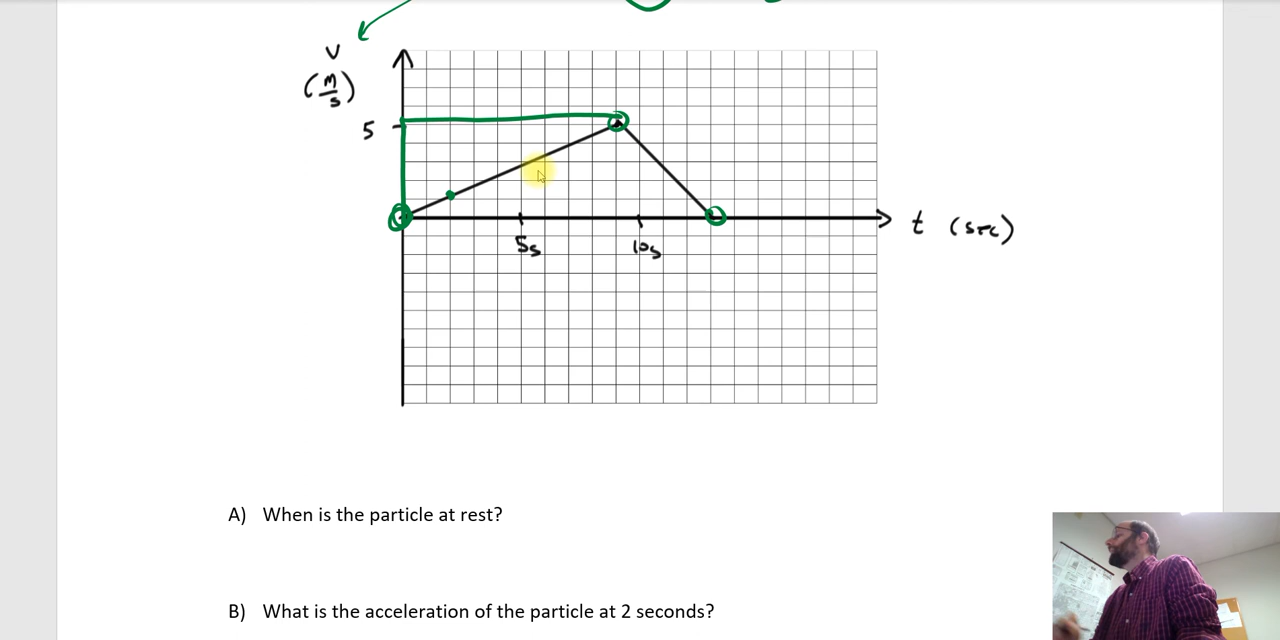 v
(m/s)
5
5s
10s
t (sec)
A) When is the particle at rest?
B) What is the acceleration of the particle at 2 seconds?